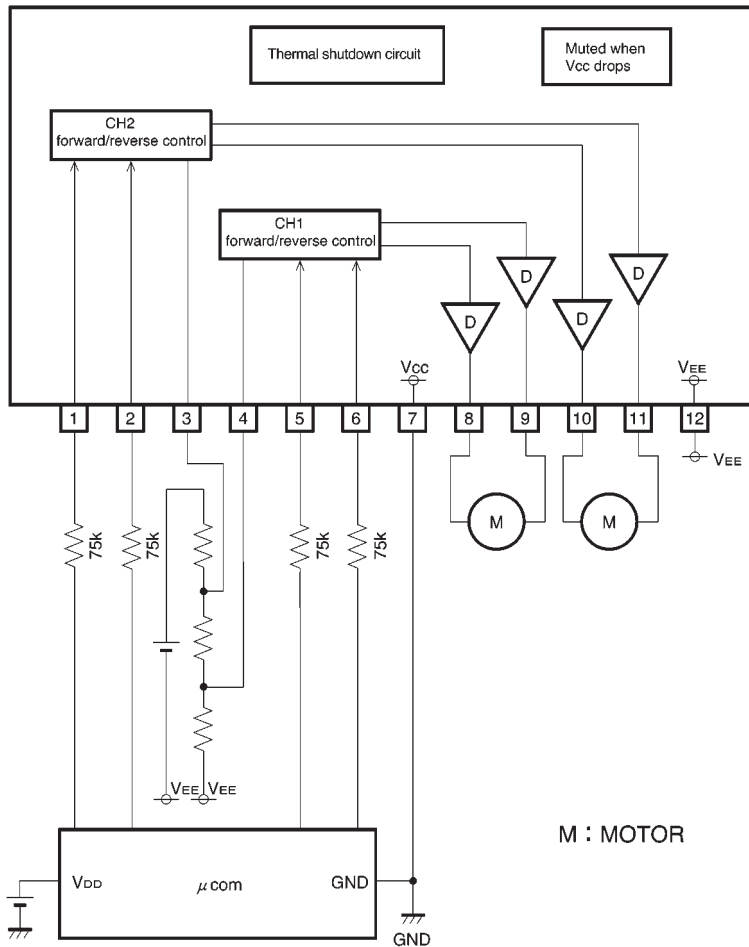 Thermal shutdown circuit
Muted when
Vcc drops
CH2
forward/reverse control
CH1
forward/reverse control
D
D
D
D
VCC
VEE
1
2
3
4
5
6
7
8
9
10
11
12
VEE
M
M
75k
75k
75k
75k
VEE
VEE
M : MOTOR
VDD
μ com
GND
GND